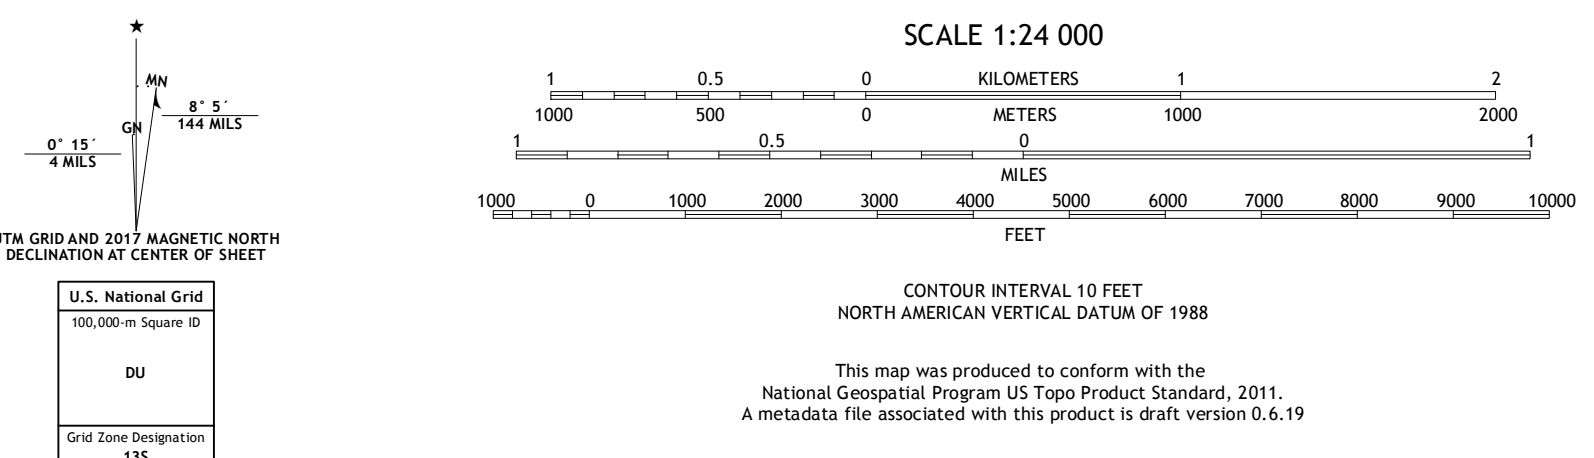 ★
MN
8° 5´
144 MILS
GN
0° 15´
4 MILS
UTM GRID AND 2017 MAGNETIC NORTH
DECLINATION AT CENTER OF SHEET
U.S. National Grid
100,000-m Square ID
DU
Grid Zone Designation
13S
SCALE 1:24 000
1 0.5 0 KILOMETERS 1 2
1000 500 0 METERS 1000 2000
1 0.5 0 1
MILES
1000 0 1000 2000 3000 4000 5000 6000 7000 8000 9000 10000
FEET
CONTOUR INTERVAL 10 FEET
NORTH AMERICAN VERTICAL DATUM OF 1988
This map was produced to conform with the
National Geospatial Program US Topo Product Standard, 2011.
A metadata file associated with this product is draft version 0.6.19